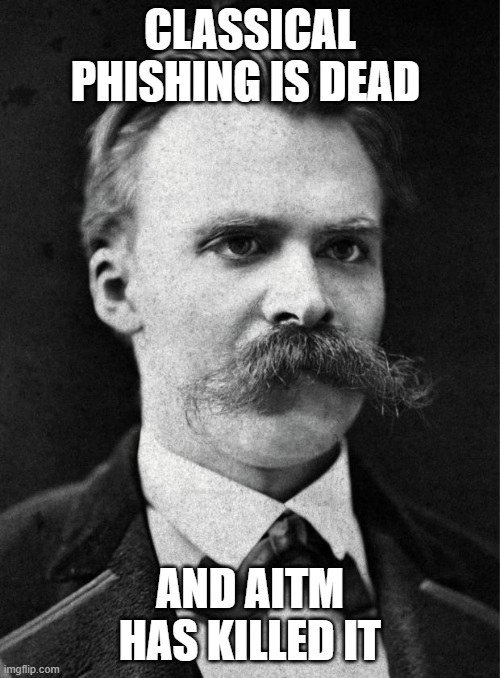 CLASSICAL
PHISHING IS DEAD
AND AITM
HAS KILLED IT
imgflip.com